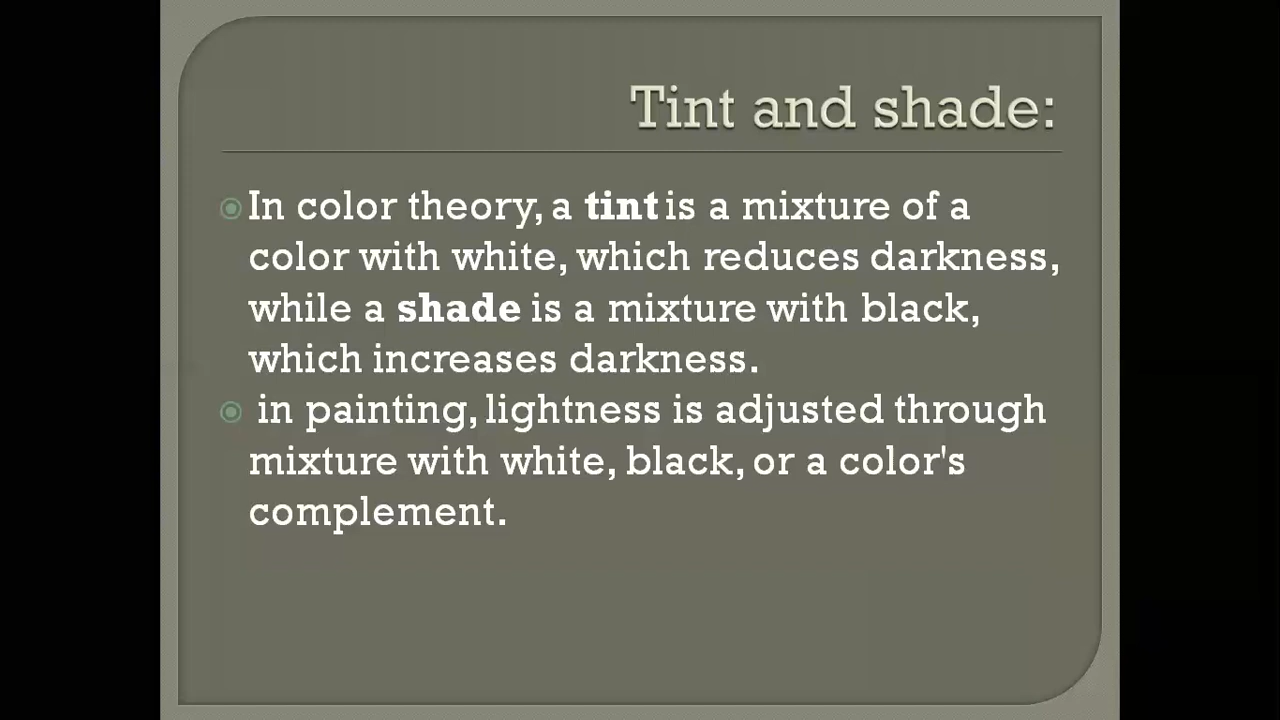 Tint and shade:
In color theory, a tint is a mixture of a
color with white, which reduces darkness,
while a shade is a mixture with black,
which increases darkness.
in painting, lightness is adjusted through
mixture with white, black, or a color's
complement.